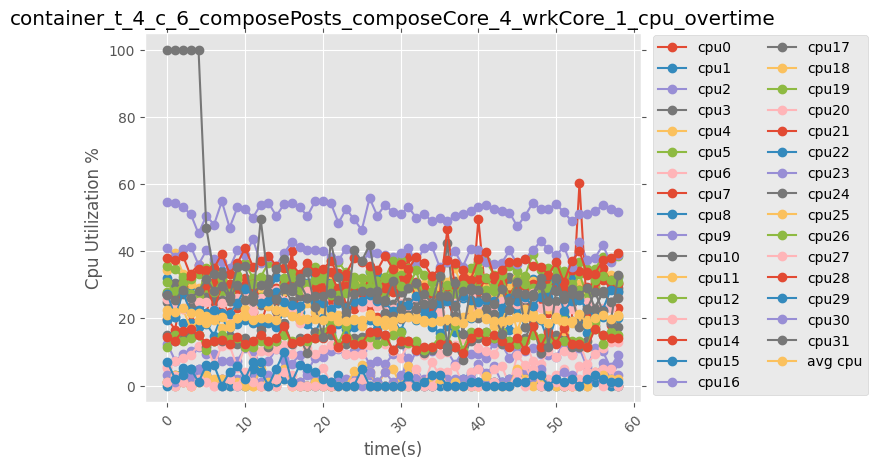 container_t_4_c_6_composePosts_composeCore_4_wrkCore_1_cpu_overtime
Cpu Utilization %
100
80
60
40
20
0
0
10
20
30
40
50
60
time(s)
cpu0
cpu1
cpu2
cpu3
cpu4
cpu5
cpu6
cpu7
cpu8
cpu9
cpu10
cpu11
cpu12
cpu13
cpu14
cpu15
cpu16
cpu17
cpu18
cpu19
cpu20
cpu21
cpu22
cpu23
cpu24
cpu25
cpu26
cpu27
cpu28
cpu29
cpu30
cpu31
avg cpu